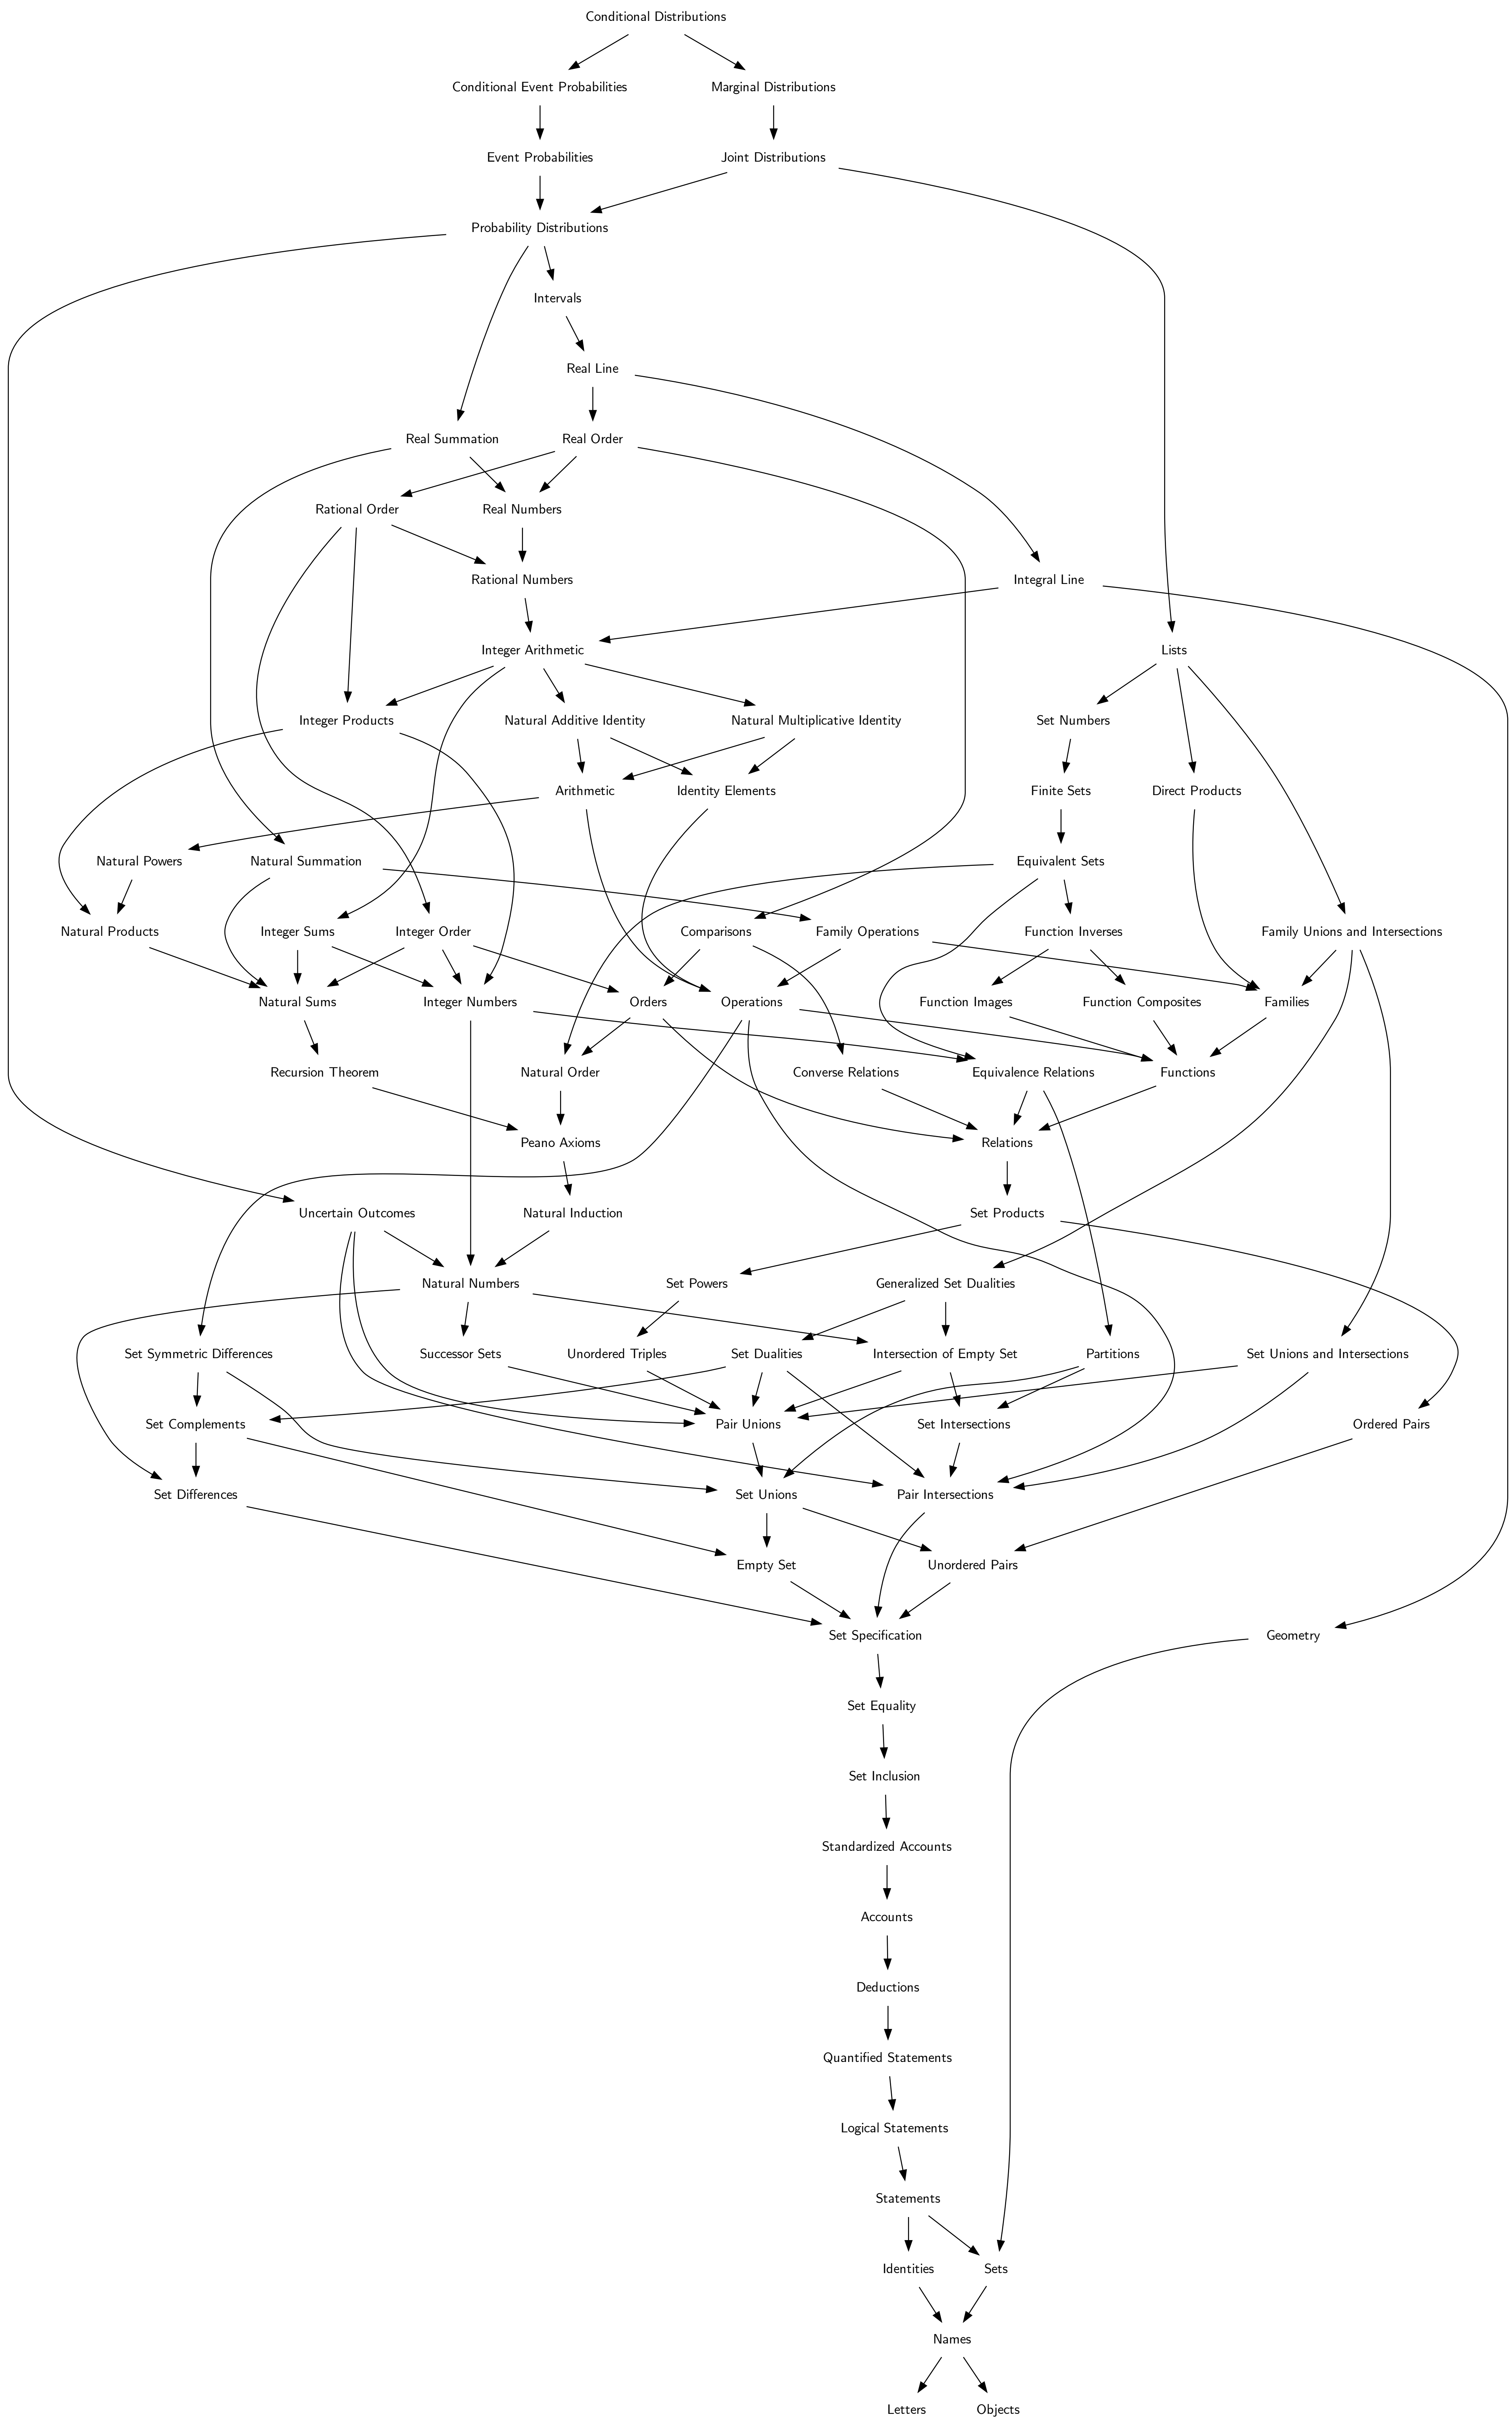 Conditional Distributions
Conditional Event Probabilities
Marginal Distributions
Event Probabilities
Joint Distributions
Probability Distributions
Intervals
Real Line
Real Summation
Real Order
Rational Order
Real Numbers
Rational Numbers
Integral Line
Integer Arithmetic
Lists
Integer Products
Natural Additive Identity
Natural Multiplicative Identity
Set Numbers
Arithmetic
Identity Elements
Finite Sets
Direct Products
Natural Powers
Natural Summation
Equivalent Sets
Natural Products
Integer Sums
Integer Order
Comparisons
Family Operations
Function Inverses
Family Unions and Intersections
Natural Sums
Integer Numbers
Orders
Operations
Function Images
Function Composites
Families
Recursion Theorem
Natural Order
Converse Relations
Equivalence Relations
Functions
Peano Axioms
Relations
Uncertain Outcomes
Natural Induction
Set Products
Natural Numbers
Set Powers
Generalized Set Dualities
Set Symmetric Differences
Successor Sets
Unordered Triples
Set Dualities
Intersection of Empty Set
Partitions
Set Unions and Intersections
Set Complements
Pair Unions
Set Intersections
Ordered Pairs
Set Differences
Set Unions
Pair Intersections
Empty Set
Unordered Pairs
Set Specification
Geometry
Set Equality
Set Inclusion
Standardized Accounts
Accounts
Deductions
Quantified Statements
Logical Statements
Statements
Identities
Sets
Names
Letters
Objects